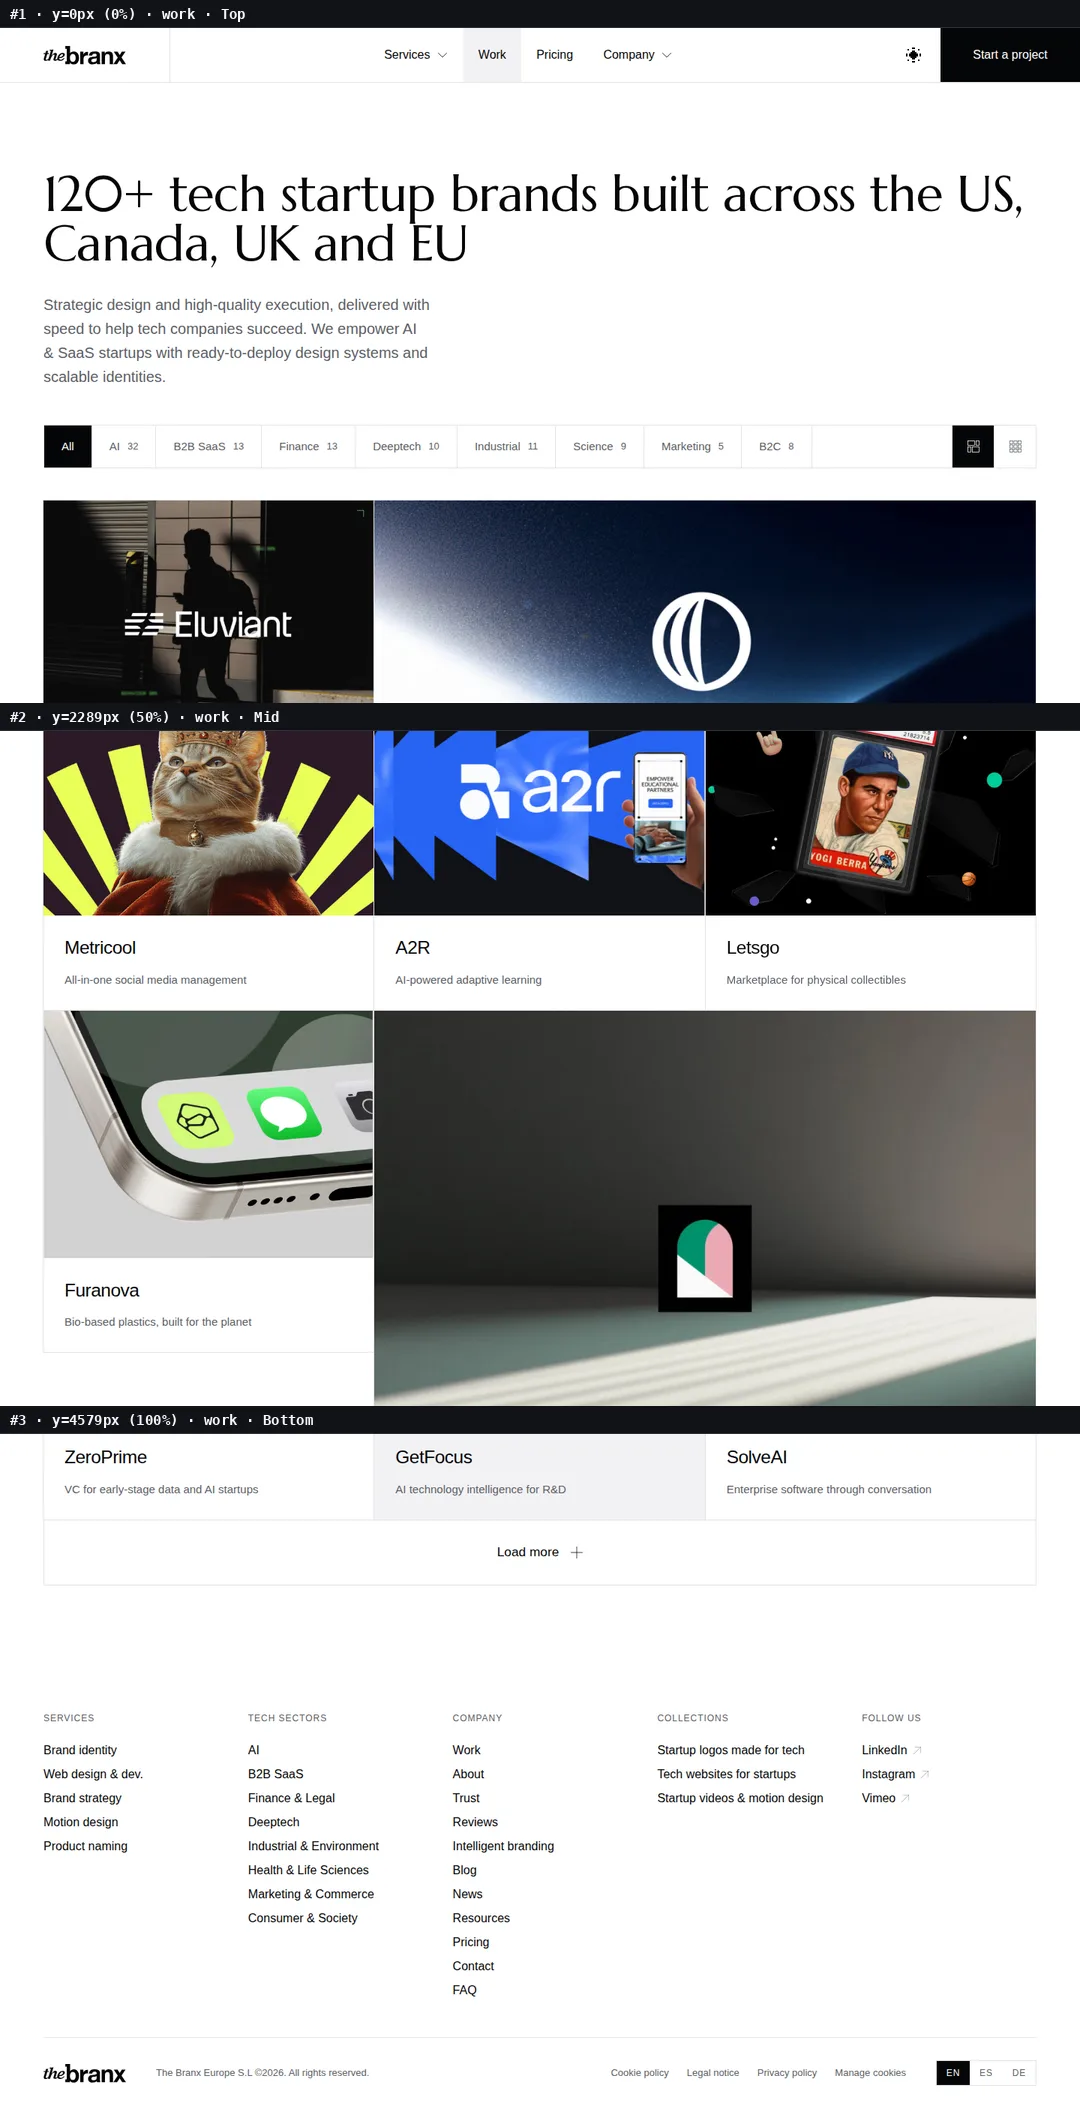 #1 · y=0px (0%) · work · Top
thebranx
Services
Work
Pricing
Company
Start a project
120+ tech startup brands built across the US,
Canada, UK and EU
Strategic design and high-quality execution, delivered with
speed to help tech companies succeed. We empower AI
& SaaS startups with ready-to-deploy design systems and
scalable identities.
All
AI 32
B2B SaaS 13
Finance 13
Deeptech 10
Industrial 11
Science 9
Marketing 5
B2C 8
Eluviant
#2 · y=2289px (50%) · work · Mid
a2r
EMPOWER
EDUCATIONAL
PARTNERS
21823714
YOGI BERRA
Yankees
Metricool
All-in-one social media management
A2R
AI-powered adaptive learning
Letsgo
Marketplace for physical collectibles
Furanova
Bio-based plastics, built for the planet
#3 · y=4579px (100%) · work · Bottom
ZeroPrime
VC for early-stage data and AI startups
GetFocus
AI technology intelligence for R&D
SolveAI
Enterprise software through conversation
Load more
SERVICES
Brand identity
Web design & dev.
Brand strategy
Motion design
Product naming
TECH SECTORS
AI
B2B SaaS
Finance & Legal
Deeptech
Industrial & Environment
Health & Life Sciences
Marketing & Commerce
Consumer & Society
COMPANY
Work
About
Trust
Reviews
Intelligent branding
Blog
News
Resources
Pricing
Contact
FAQ
COLLECTIONS
Startup logos made for tech
Tech websites for startups
Startup videos & motion design
FOLLOW US
LinkedIn
Instagram
Vimeo
thebranx
The Branx Europe S.L ©2026. All rights reserved.
Cookie policy
Legal notice
Privacy policy
Manage cookies
EN
ES
DE